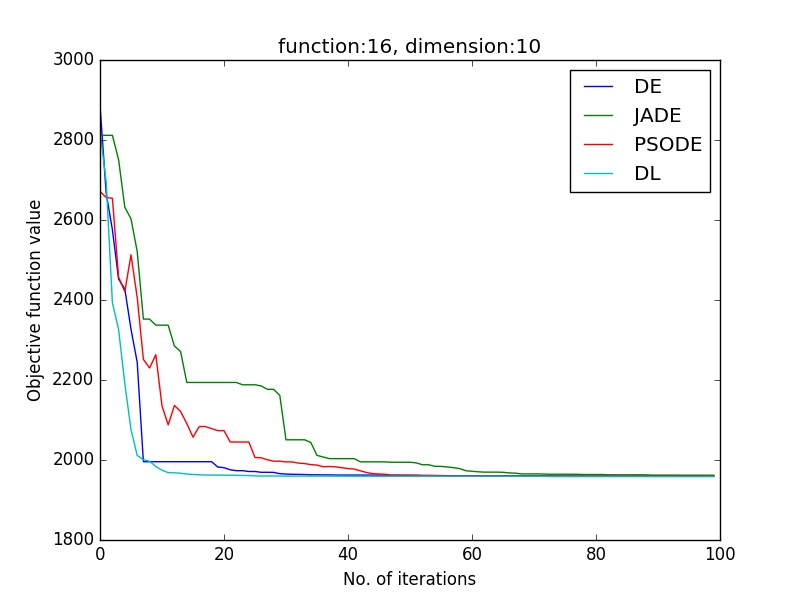 function:16, dimension:10
3000
2800
2600
2400
2200
2000
1800
Objective function value
DE
JADE
PSODE
DL
0
20
40
60
80
100
No. of iterations